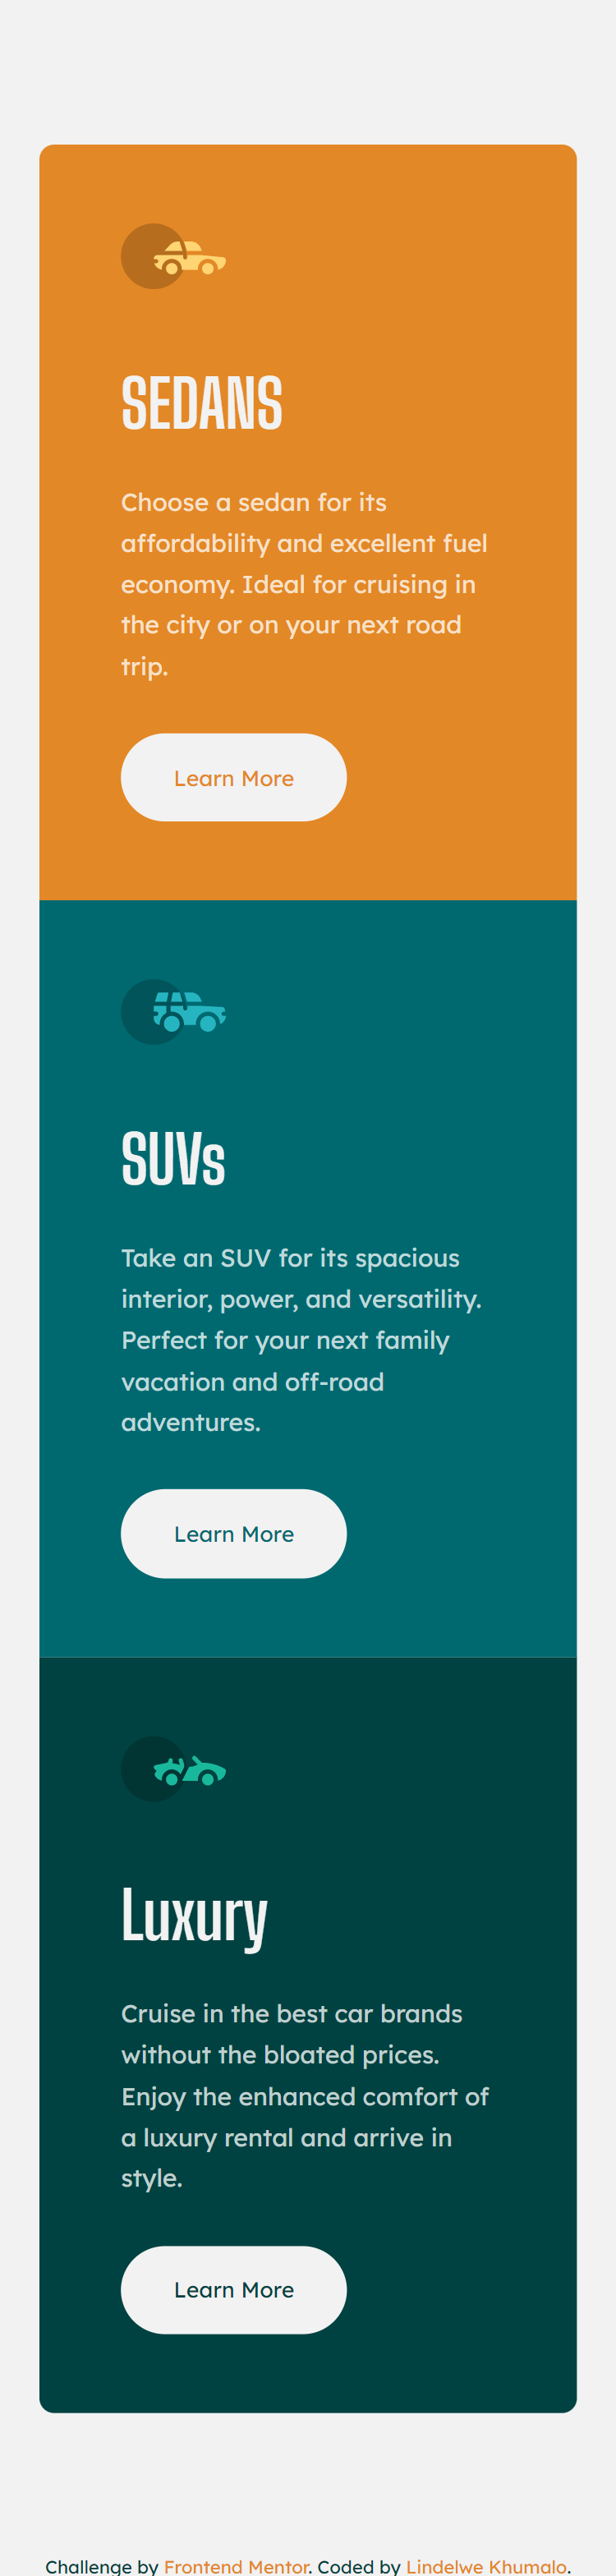 SEDANS
Choose a sedan for its
affordability and excellent fuel
economy. Ideal for cruising in
the city or on your next road
trip.
Learn More
SUVs
Take an SUV for its spacious
interior, power, and versatility.
Perfect for your next family
vacation and off-road
adventures.
Learn More
Luxury
Cruise in the best car brands
without the bloated prices.
Enjoy the enhanced comfort of
a luxury rental and arrive in
style.
Learn More
Challenge by Frontend Mentor. Coded by Lindelwe Khumalo.